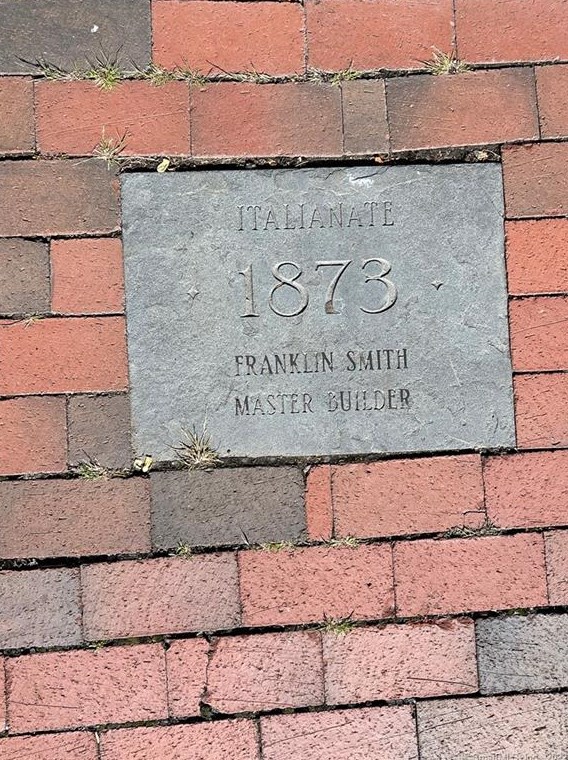 ITALIANATE
1873
FRANKLIN SMITH
MASTER BUILDER